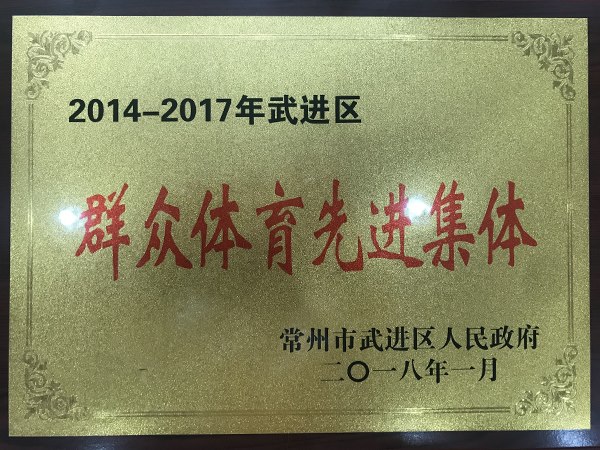 2014-2017年武进区
群众体育先进集体
常州市武进区人民政府
二〇一八年一月